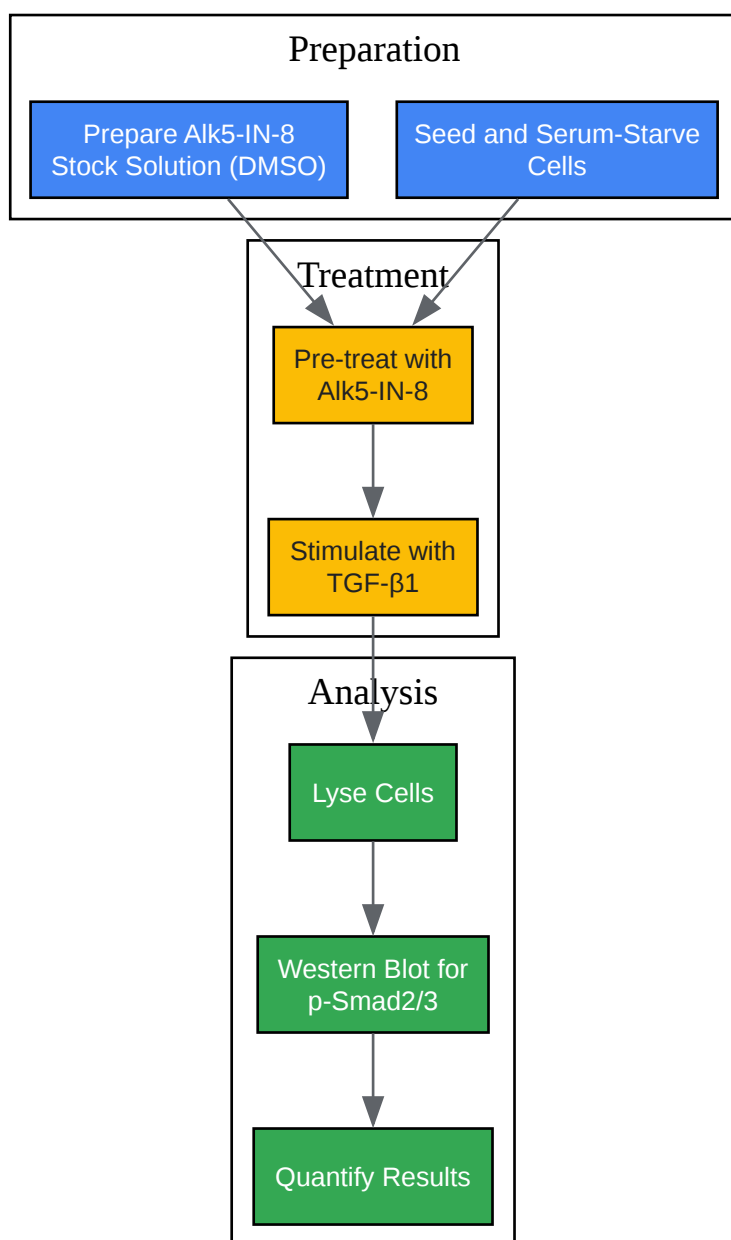 Preparation
Prepare Alk5-IN-8
Stock Solution (DMSO)
Seed and Serum-Starve
Cells
Treatment
Pre-treat with
Alk5-IN-8
Stimulate with
TGF-β1
Analysis
Lyse Cells
Western Blot for
p-Smad2/3
Quantify Results